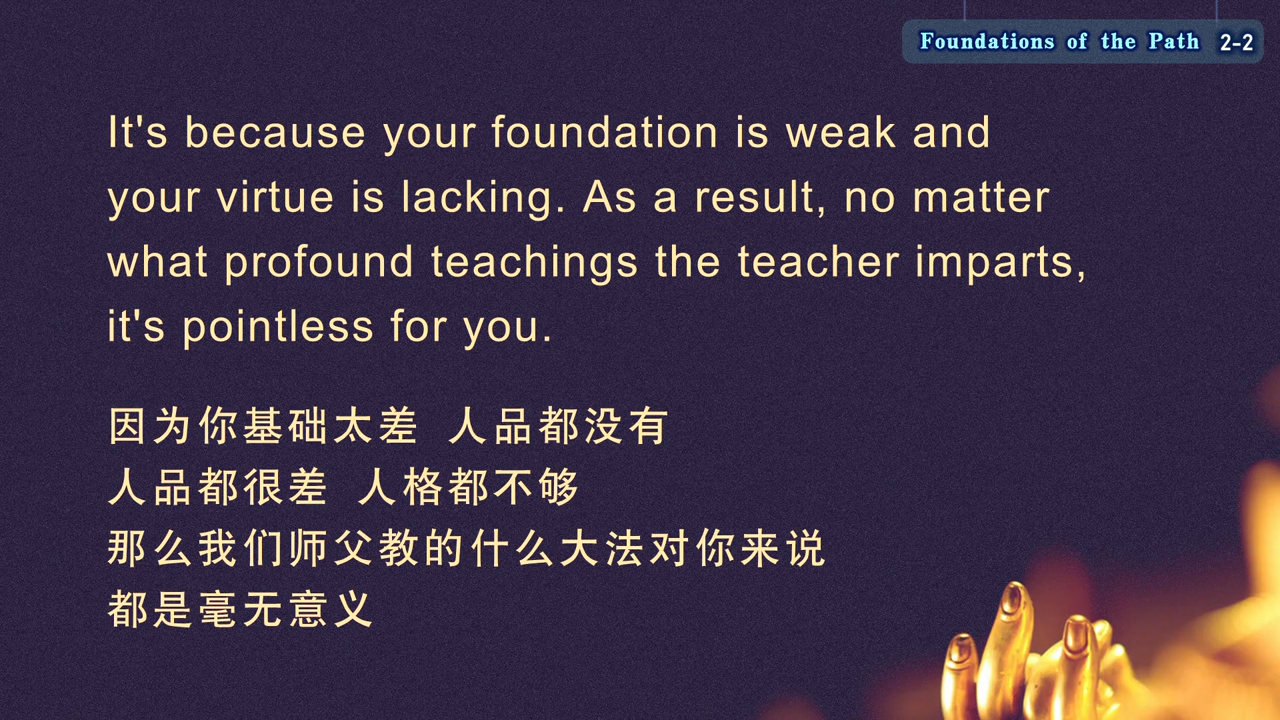 Foundations of the Path 2-2
It's because your foundation is weak and
your virtue is lacking. As a result, no matter
what profound teachings the teacher imparts,
it's pointless for you.
因为你基础太差 人品都没有
人品都很差 人格都不够
那么我们师父教的什么大法对你来说
都是毫无意义